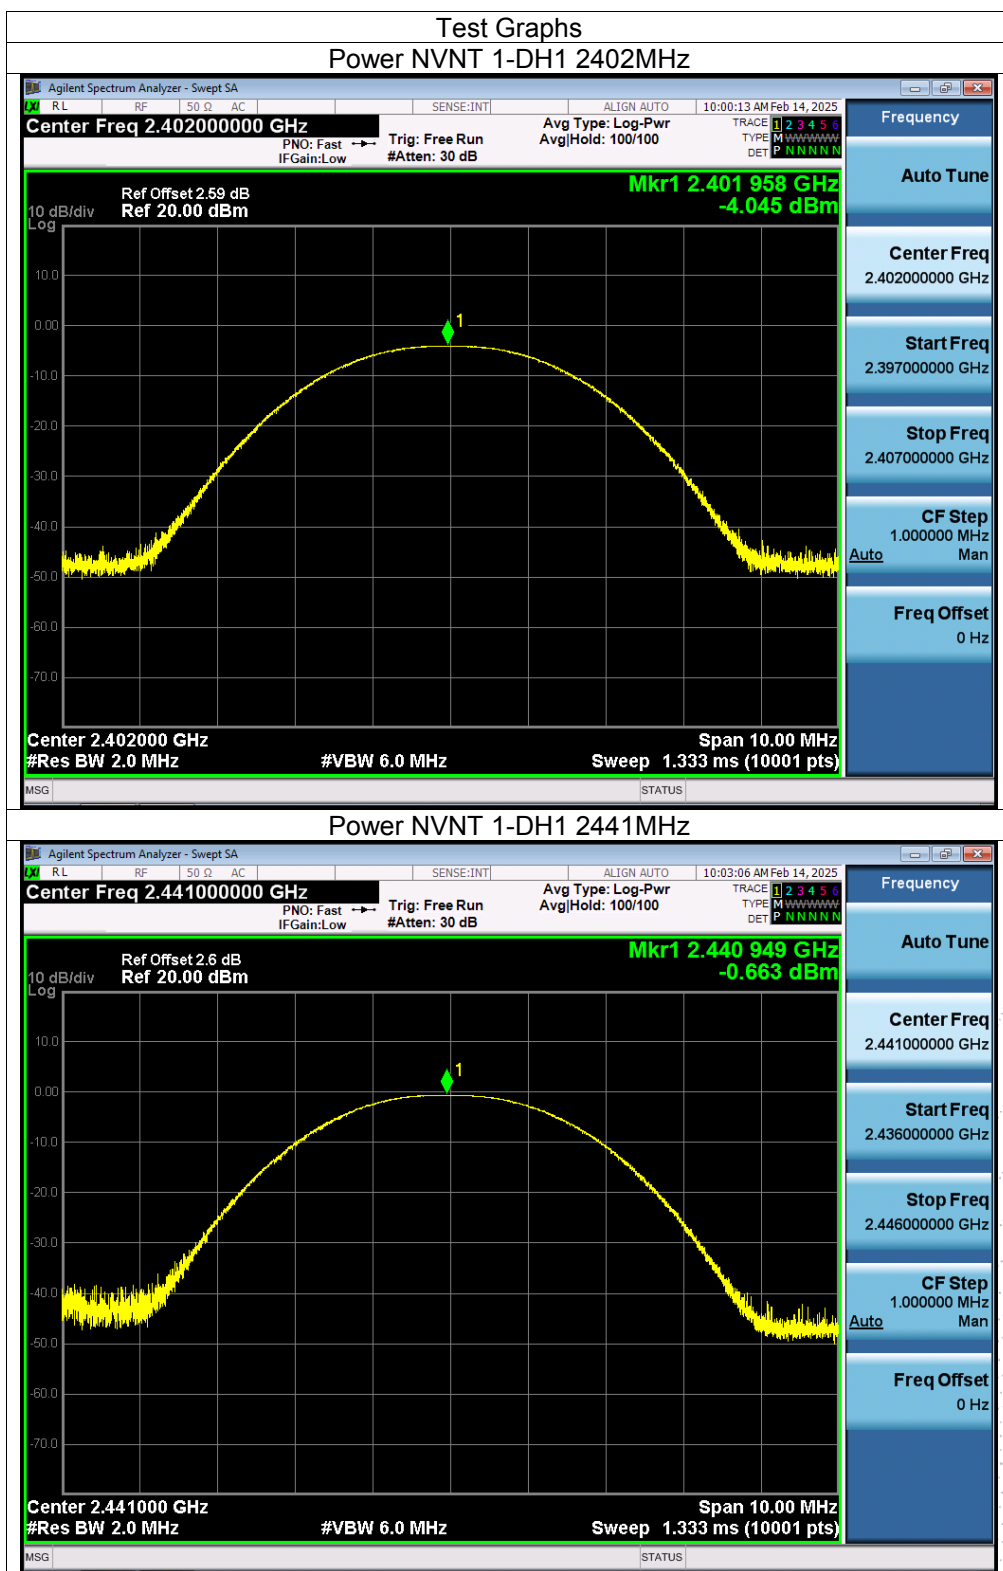 Test Graphs
Power NVNT 1-DH1 2402MHz
Agilent Spectrum Analyzer - Swept SA
LXI RL RF 50 Ω AC SENSE:INT ALIGN AUTO 10:00:13 AM Feb 14, 2025
Center Freq 2.402000000 GHz
PNO: Fast
IFGain:Low
Trig: Free Run
#Atten: 30 dB
Avg Type: Log-Pwr
Avg|Hold: 100/100
TRACE 1 2 3 4 5 6
TYPE M W W W W W
DET P N N N N N
Mkr1 2.401 958 GHz
-4.045 dBm
Ref Offset 2.59 dB
10 dB/div Ref 20.00 dBm
Log
10.0
0.00
-10.0
-20.0
-30.0
-40.0
-50.0
-60.0
-70.0
1
Center 2.402000 GHz Span 10.00 MHz
#Res BW 2.0 MHz #VBW 6.0 MHz Sweep 1.333 ms (10001 pts)
MSG STATUS
Frequency
Auto Tune
Center Freq
2.402000000 GHz
Start Freq
2.397000000 GHz
Stop Freq
2.407000000 GHz
CF Step
1.000000 MHz
Auto Man
Freq Offset
0 Hz
Power NVNT 1-DH1 2441MHz
Agilent Spectrum Analyzer - Swept SA
LXI RL RF 50 Ω AC SENSE:INT ALIGN AUTO 10:03:06 AM Feb 14, 2025
Center Freq 2.441000000 GHz
PNO: Fast
IFGain:Low
Trig: Free Run
#Atten: 30 dB
Avg Type: Log-Pwr
Avg|Hold: 100/100
TRACE 1 2 3 4 5 6
TYPE M W W W W W
DET P N N N N N
Mkr1 2.440 949 GHz
-0.663 dBm
Ref Offset 2.6 dB
10 dB/div Ref 20.00 dBm
Log
10.0
0.00
-10.0
-20.0
-30.0
-40.0
-50.0
-60.0
-70.0
1
Center 2.441000 GHz Span 10.00 MHz
#Res BW 2.0 MHz #VBW 6.0 MHz Sweep 1.333 ms (10001 pts)
MSG STATUS
Frequency
Auto Tune
Center Freq
2.441000000 GHz
Start Freq
2.436000000 GHz
Stop Freq
2.446000000 GHz
CF Step
1.000000 MHz
Auto Man
Freq Offset
0 Hz